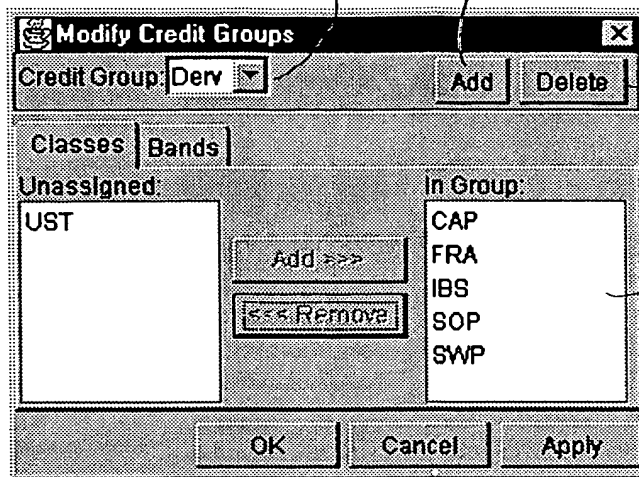 Modify Credit Groups
Credit Group: Derv
Add Delete
Classes Bands
Unassigned:
In Group:
UST
Add >>>
<<< Remove
CAP
FRA
IBS
SOP
SWP
OK Cancel Apply